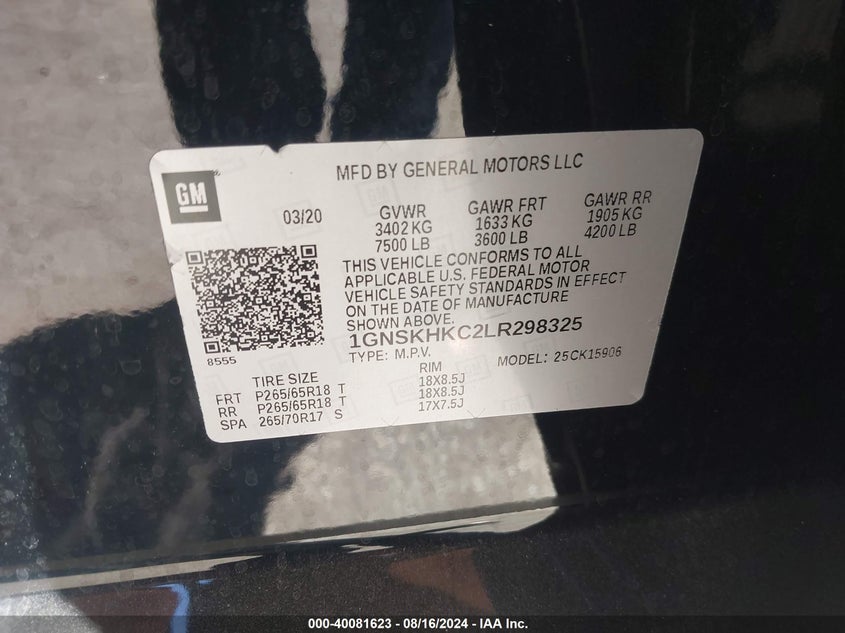 MFD BY GENERAL MOTORS LLC
GM
03/20
GVWR GAWR FRT GAWR RR
3402 KG 1633 KG 1905 KG
7500 LB 3600 LB 4200 LB
THIS VEHICLE CONFORMS TO ALL
APPLICABLE U.S. FEDERAL MOTOR
VEHICLE SAFETY STANDARDS IN EFFECT
ON THE DATE OF MANUFACTURE
SHOWN ABOVE.
1GNSKHKC2LR298325
8555
TYPE: M.P.V. MODEL: 25CK15906
TIRE SIZE RIM
FRT P265/65R18 T 18X8.5J
RR P265/65R18 T 18X8.5J
SPA 265/70R17 S 17X7.5J
000-40081623 - 08/16/2024 - IAA Inc.